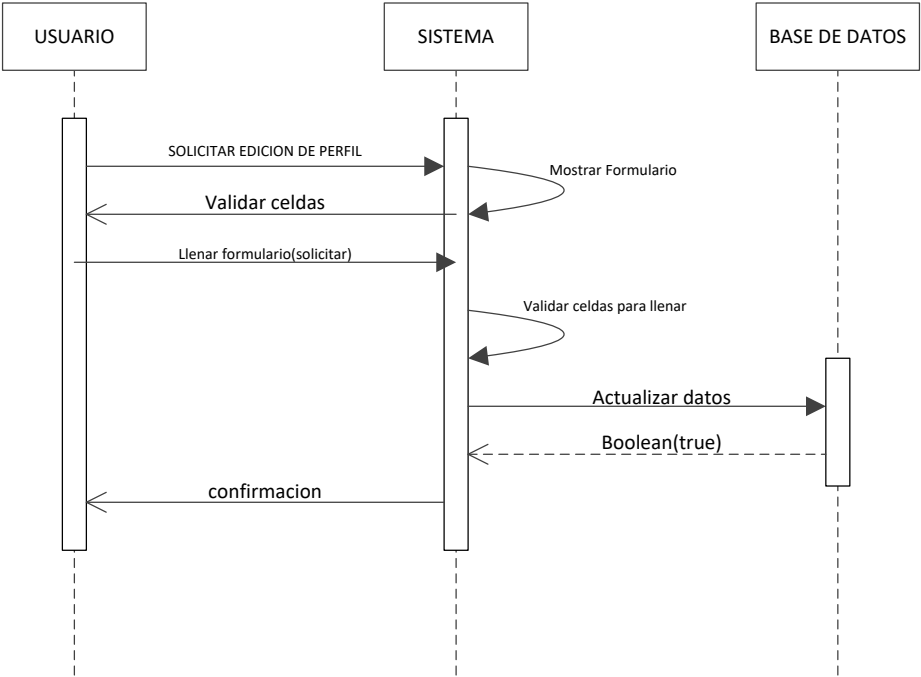 USUARIO
SISTEMA
BASE DE DATOS
SOLICITAR EDICION DE PERFIL
Mostrar Formulario
Validar celdas
Llenar formulario(solicitar)
Validar celdas para llenar
Actualizar datos
Boolean(true)
confirmacion